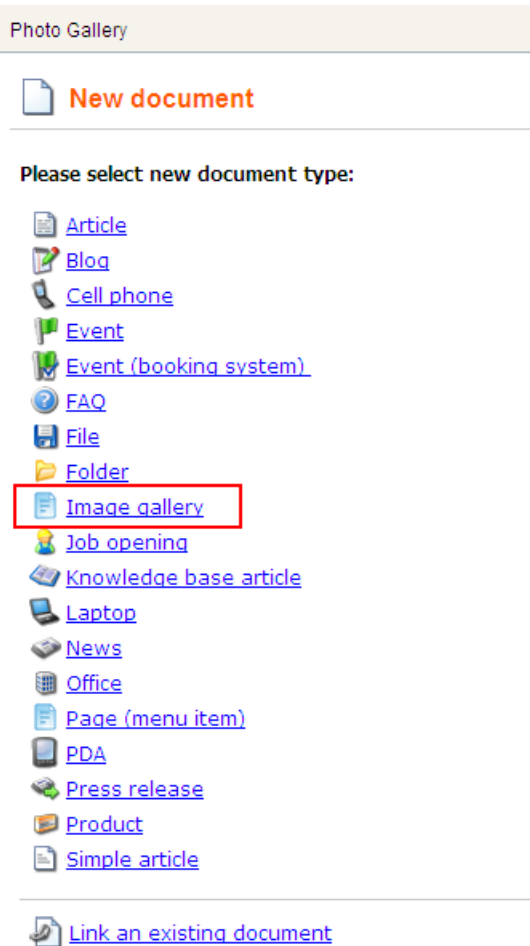 Photo Gallery
New document
Please select new document type:
Article
Blog
Cell phone
Event
Event (booking system)
FAQ
File
Folder
Image gallery
Job opening
Knowledge base article
Laptop
News
Office
Page (menu item)
PDA
Press release
Product
Simple article
Link an existing document